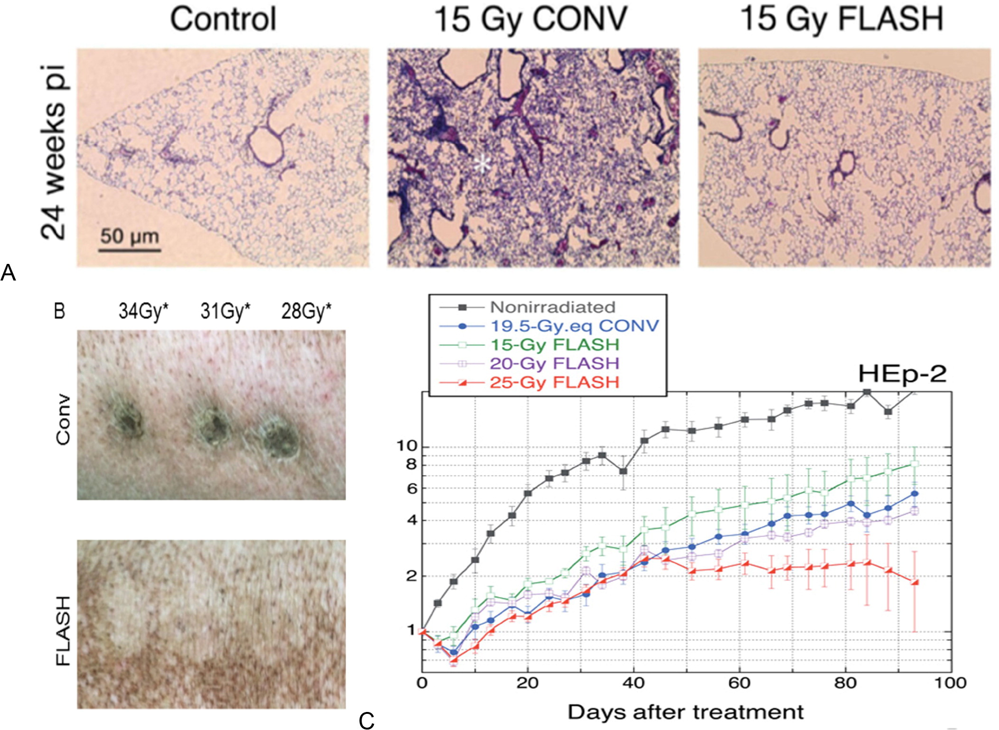 Control
15 Gy CONV
15 Gy FLASH
24 weeks pi
50 µm
A
B
34Gy*
31Gy*
28Gy*
Conv
FLASH
Nonirradiated
19.5-Gy.eq CONV
15-Gy FLASH
20-Gy FLASH
25-Gy FLASH
HEp-2
10
8
6
4
2
1
0
20
40
60
80
100
Days after treatment
C